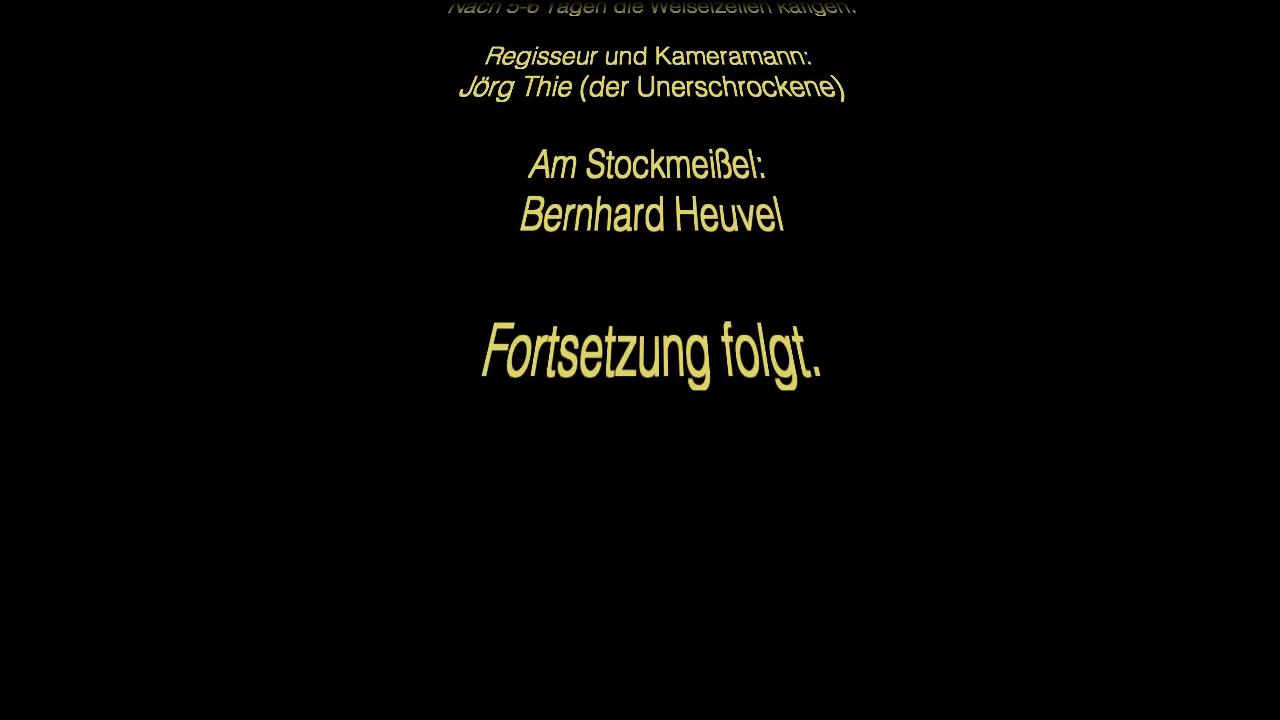 Nach 5-6 Tagen die Weiselzellen käfigen.
Regisseur und Kameramann:
Jörg Thie (der Unerschrockene)
Am Stockmeißel:
Bernhard Heuvel
Fortsetzung folgt.